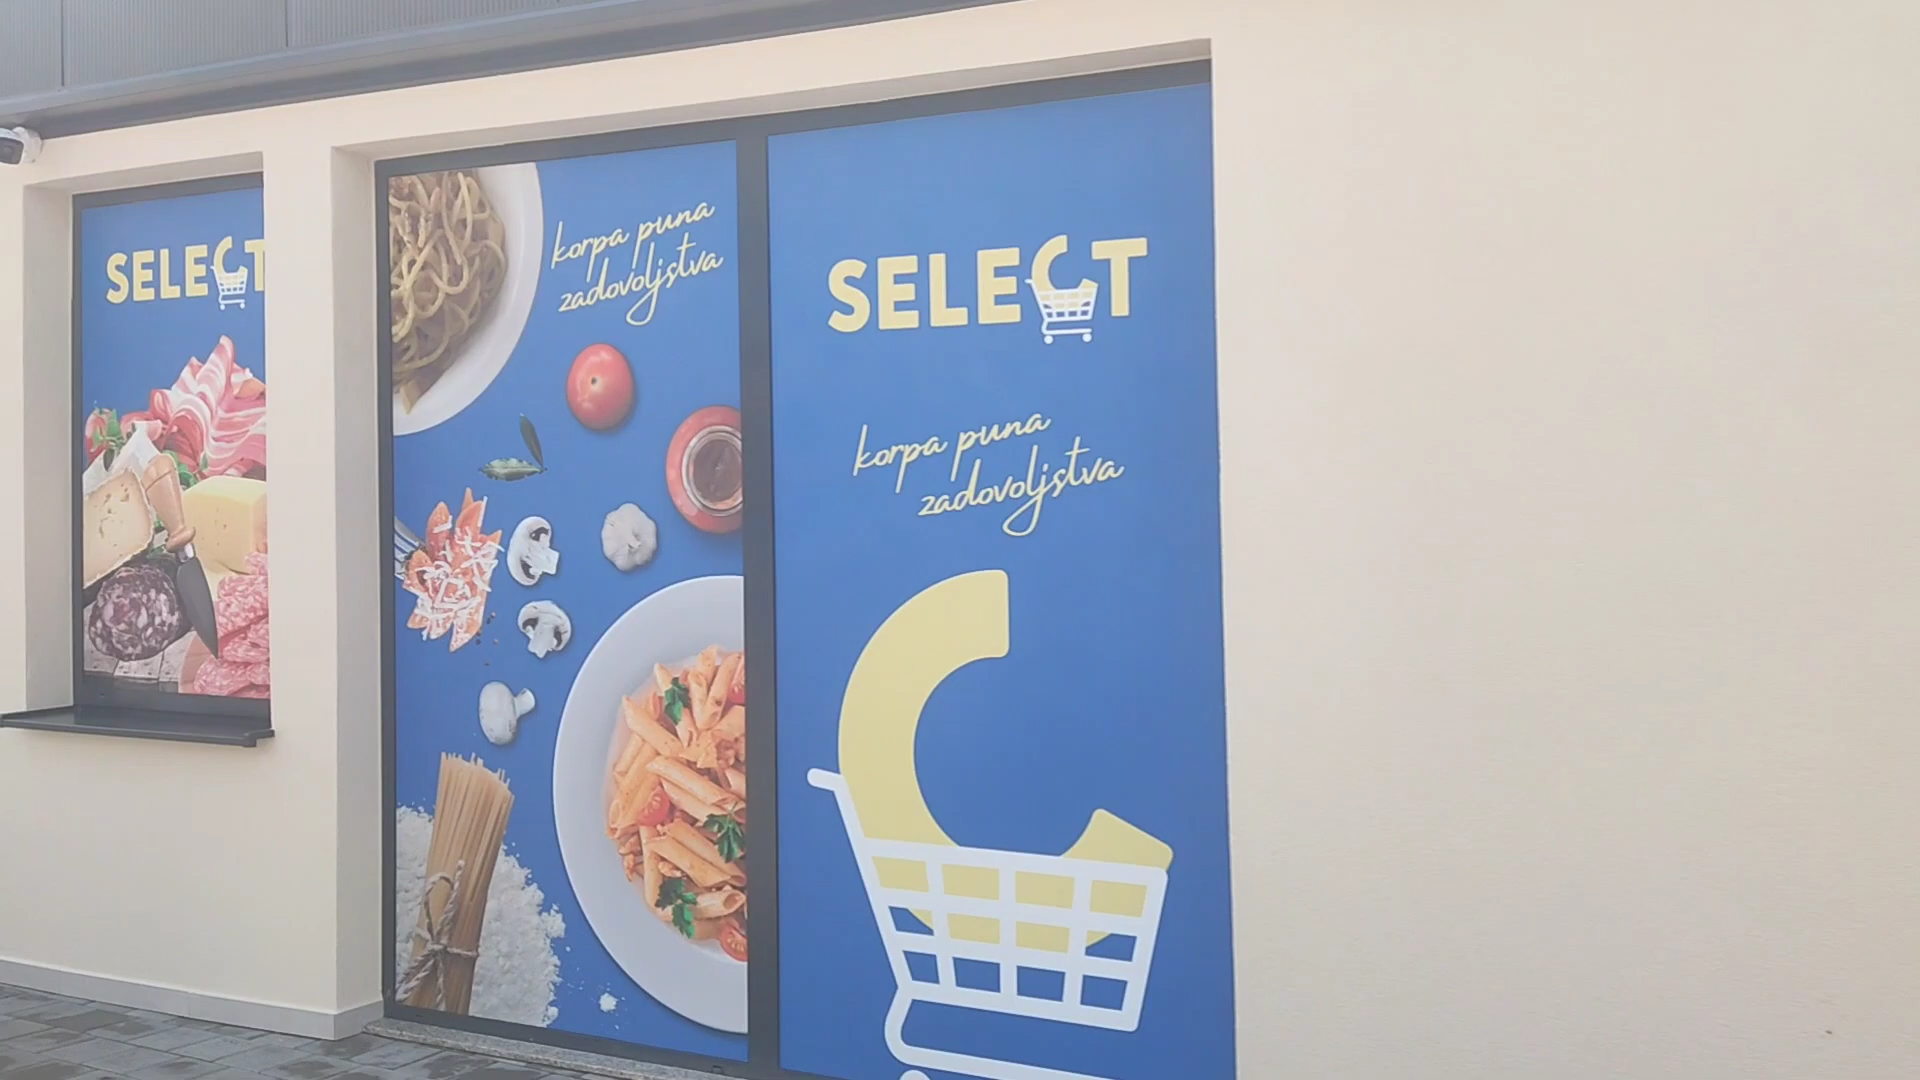 SELECT
korpa puna
zadovoljstva
SELECT
korpa puna
zadovoljstva